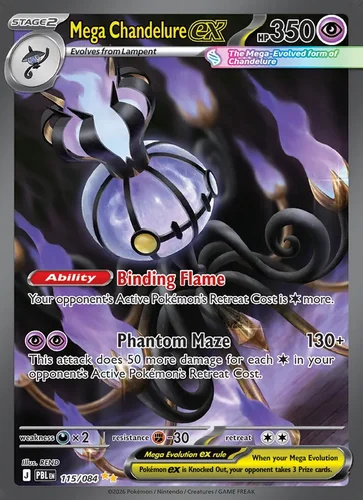 STAGE2
Mega Chandelure ex
HP350
Evolves from Lampent
The Mega-Evolved form of
Chandelure
Ability Binding Flame
Your opponent's Active Pokémon's Retreat Cost is more.
Phantom Maze 130+
This attack does 50 more damage for each in your
opponent's Active Pokémon's Retreat Cost.
weakness ×2 resistance -30 retreat
Illus. REND
Mega Evolution ex rule
When your Mega Evolution
Pokémon ex is Knocked Out, your opponent takes 3 Prize cards.
J PBL EN 115/084
©2026 Pokémon / Nintendo / Creatures / GAME FREAK